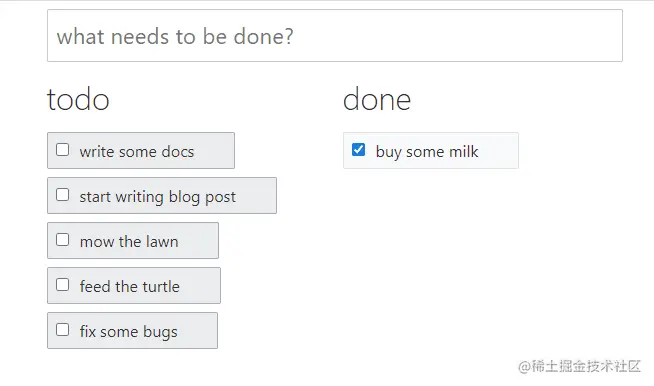 what needs to be done?
todo
write some docs
start writing blog post
mow the lawn
feed the turtle
fix some bugs
done
buy some milk
@稀土掘金技术社区